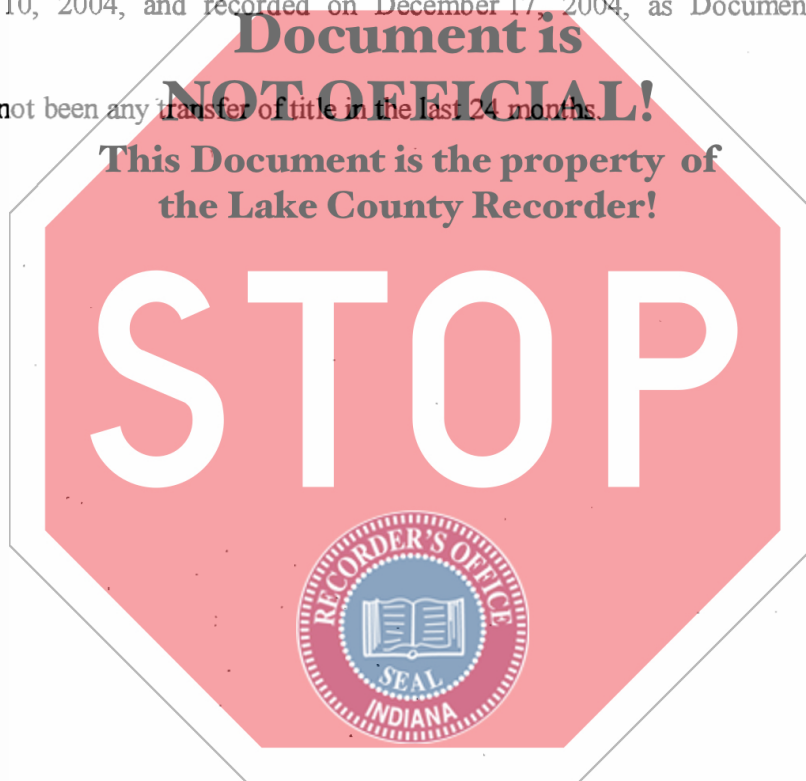 10, 2004, and recorded on December 17, 2004, as Documen
Document is
NOT OFFICIAL!
not been any transfer of title in the last 24 months.
This Document is the property of
the Lake County Recorder!
STOP
RECORDER'S OFFICE
SEAL
INDIANA